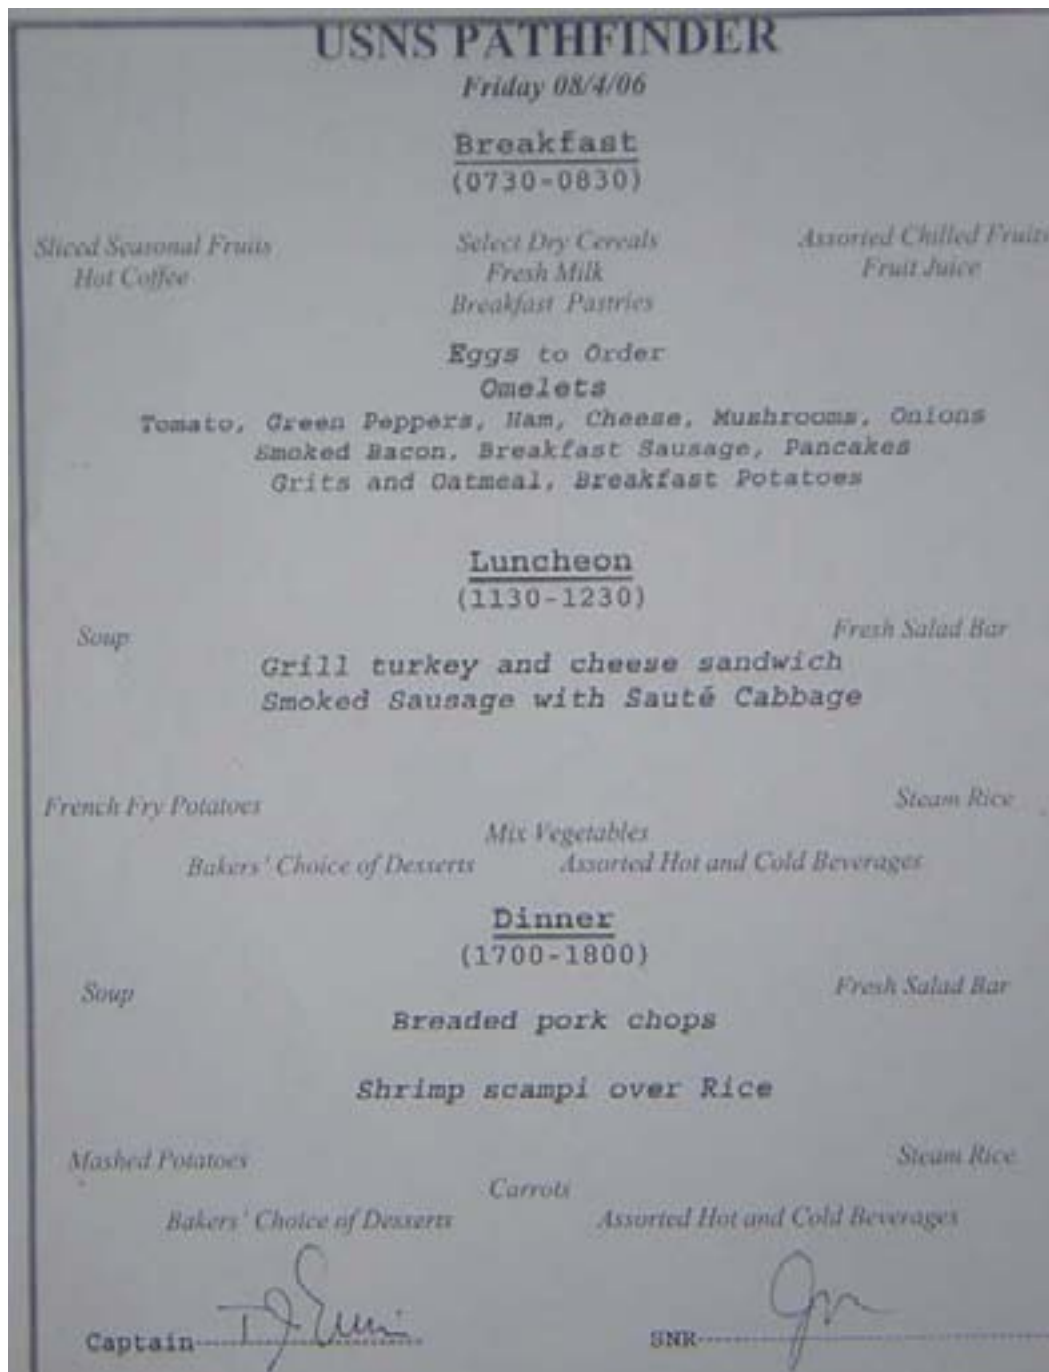 USNS PATHFINDER
Friday 08/4/06
Breakfast
(0730-0830)
Sliced Seasonal Fruits Select Dry Cereals Assorted Chilled Fruits
Hot Coffee Fresh Milk Fruit Juice
Breakfast Pastries
Eggs to Order
Omelets
Tomato, Green Peppers, Ham, Cheese, Mushrooms, Onions
Smoked Bacon, Breakfast Sausage, Pancakes
Grits and Oatmeal, Breakfast Potatoes
Luncheon
(1130-1230)
Soup Fresh Salad Bar
Grill turkey and cheese sandwich
Smoked Sausage with Sauté Cabbage
French Fry Potatoes Steam Rice
Mix Vegetables
Bakers' Choice of Desserts Assorted Hot and Cold Beverages
Dinner
(1700-1800)
Soup Fresh Salad Bar
Breaded pork chops
Shrimp scampi over Rice
Mashed Potatoes Steam Rice
Carrots
Bakers' Choice of Desserts Assorted Hot and Cold Beverages
Captain SNR